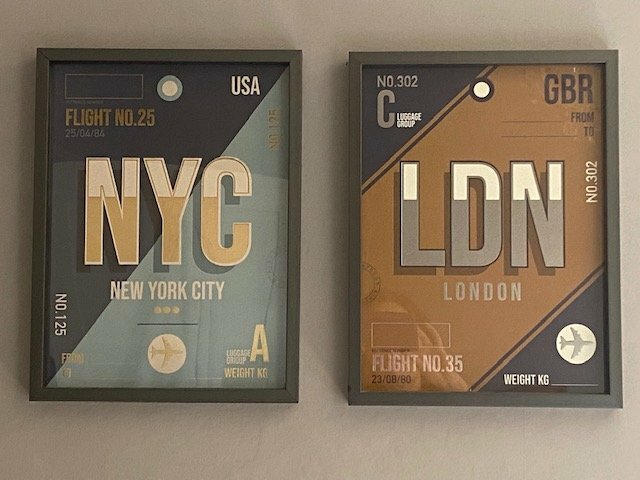 USA
FLIGHT NO.25
25/04/84
NO.125
NYC
NEW YORK CITY
NO.125
FROM
TO
LUGGAGE
GROUP
A
WEIGHT KG
NO.302
C
LUGGAGE
GROUP
GBR
FROM
TO
NO.302
LDN
LONDON
FLIGHT NO.35
23/08/80
WEIGHT KG